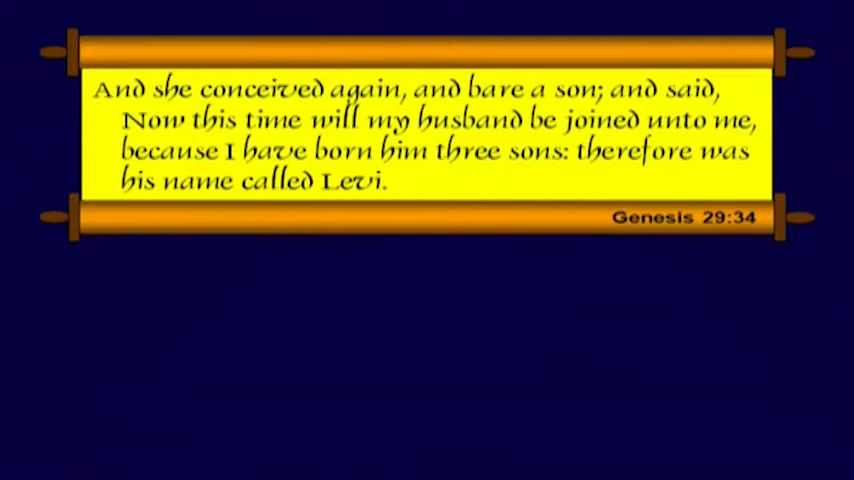 And she conceived again, and bare a son; and said,
Now this time will my husband be joined unto me,
because I have born him three sons: therefore was
his name called Levi.
Genesis 29:34